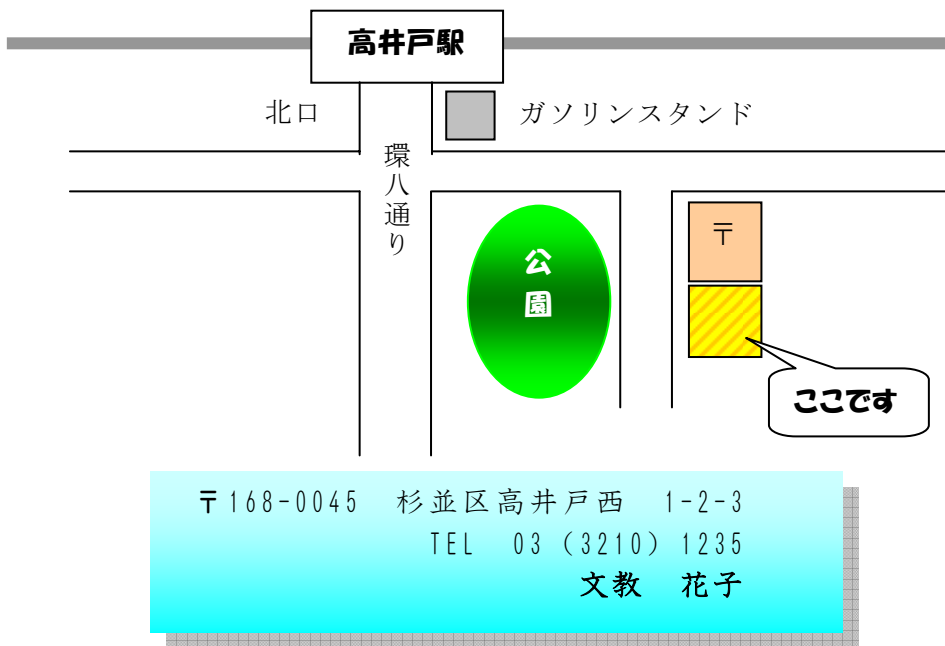 高井戸駅
北口
ガソリンスタンド
環八通り
公園
〒
ここです
〒168-0045 杉並区高井戸西 1-2-3
TEL 03（3210）1235
文教 花子